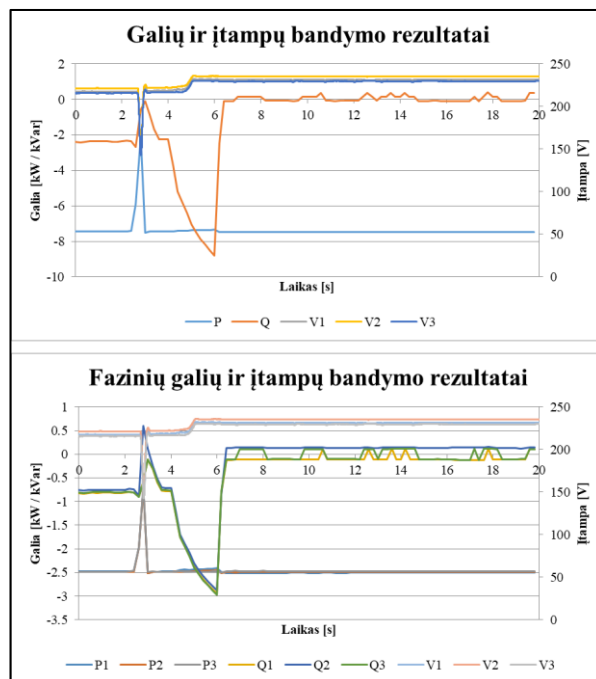 Galių ir įtampų bandymo rezultatai
2
0
-2
-4
-6
-8
-10
Galia [kW / kVar]
0 2 4 6 8 10 12 14 16 18 20
250
200
150
100
50
0
Įtampa [V]
Laikas [s]
P Q V1 V2 V3
Fazinių galių ir įtampų bandymo rezultatai
1
0.5
0
-0.5
-1
-1.5
-2
-2.5
-3
-3.5
Galia [kW / kVar]
0 2 4 6 8 10 12 14 16 18 20
250
200
150
100
50
0
Įtampa [V]
Laikas [s]
P1 P2 P3 Q1 Q2 Q3 V1 V2 V3